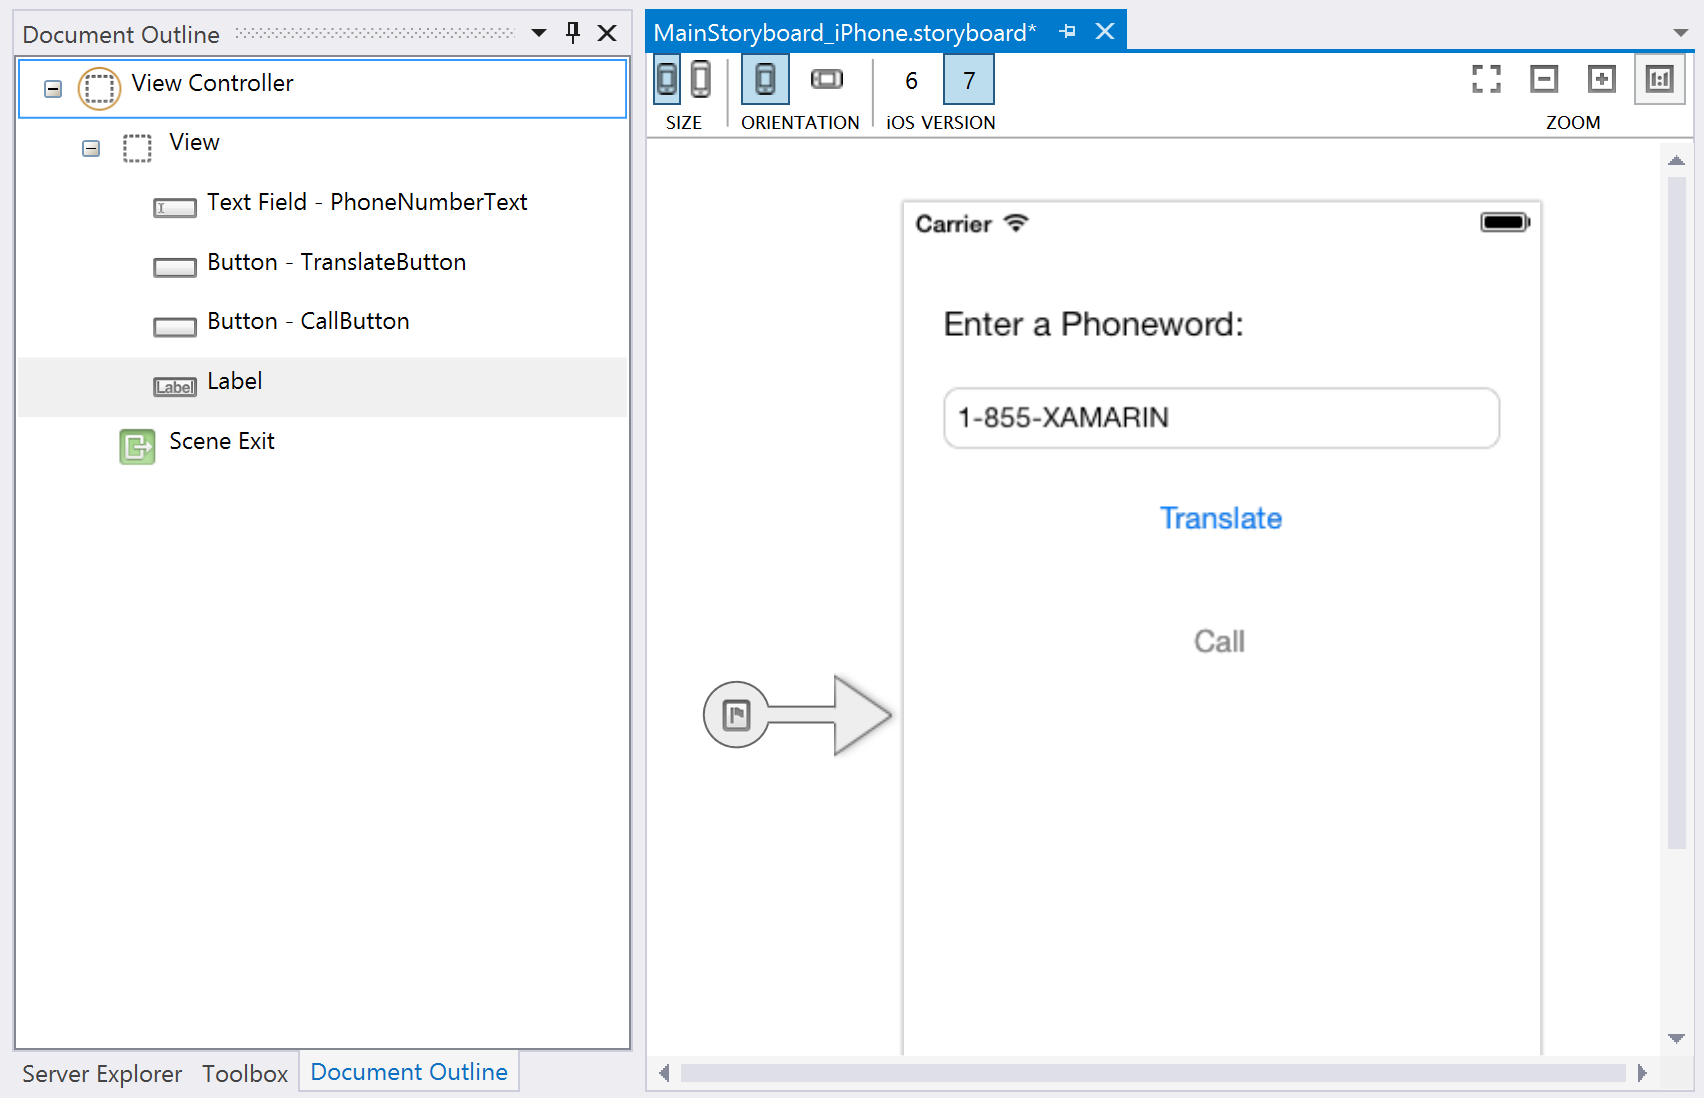 Document Outline
View Controller
View
Text Field - PhoneNumberText
Button - TranslateButton
Button - CallButton
Label Label
Scene Exit
Server Explorer Toolbox Document Outline
MainStoryboard_iPhone.storyboard*
6 7 1:1
SIZE ORIENTATION iOS VERSION ZOOM
Carrier
Enter a Phoneword:
1-855-XAMARIN
Translate
Call